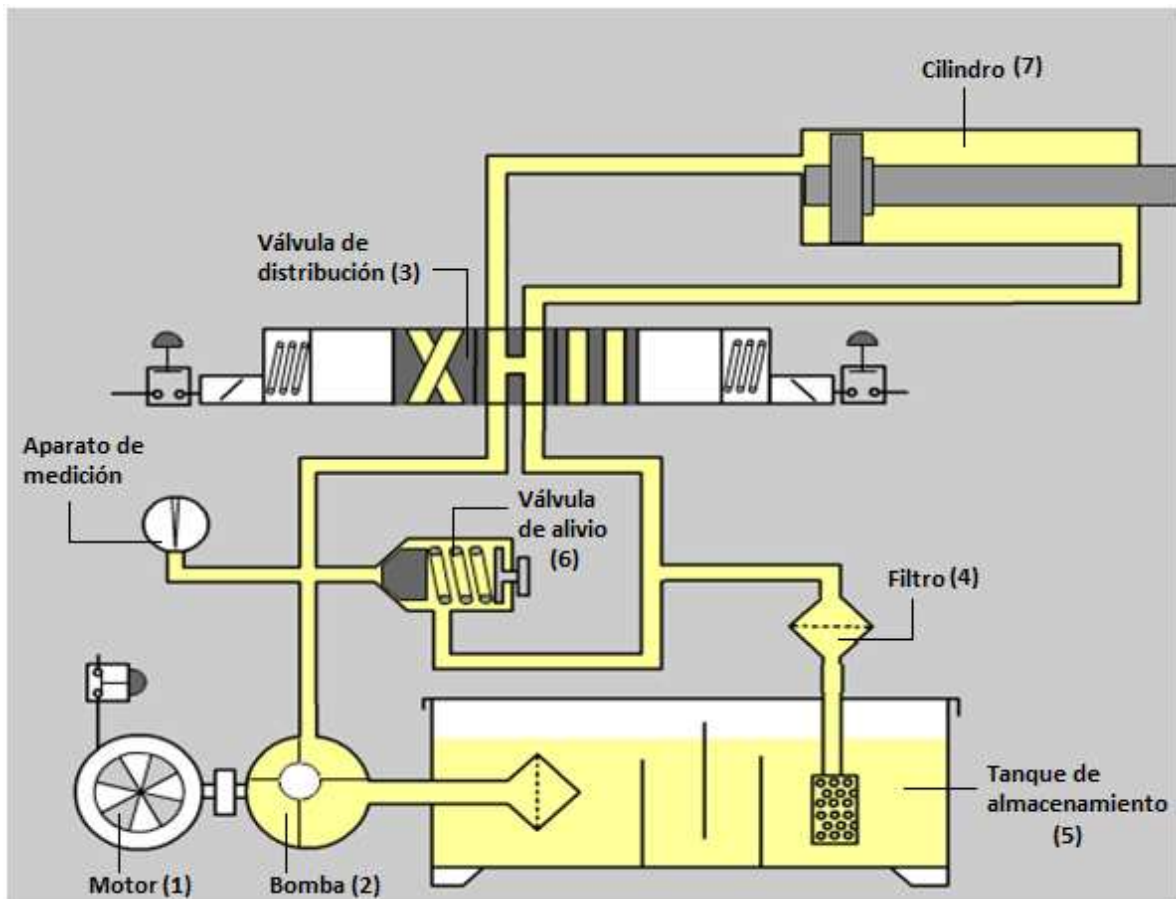 Cilindro (7)
Válvula de
distribución (3)
Aparato de
medición
Válvula
de alivio
(6)
Filtro (4)
Tanque de
almacenamiento
(5)
Motor (1)
Bomba (2)